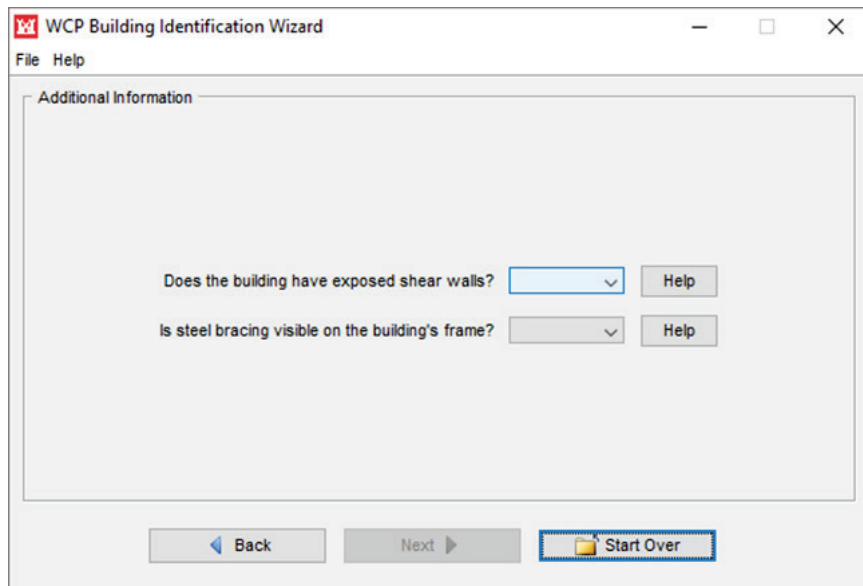 WCP Building Identification Wizard
File Help
Additional Information
Does the building have exposed shear walls?
Help
Is steel bracing visible on the building's frame?
Help
Back
Next
Start Over